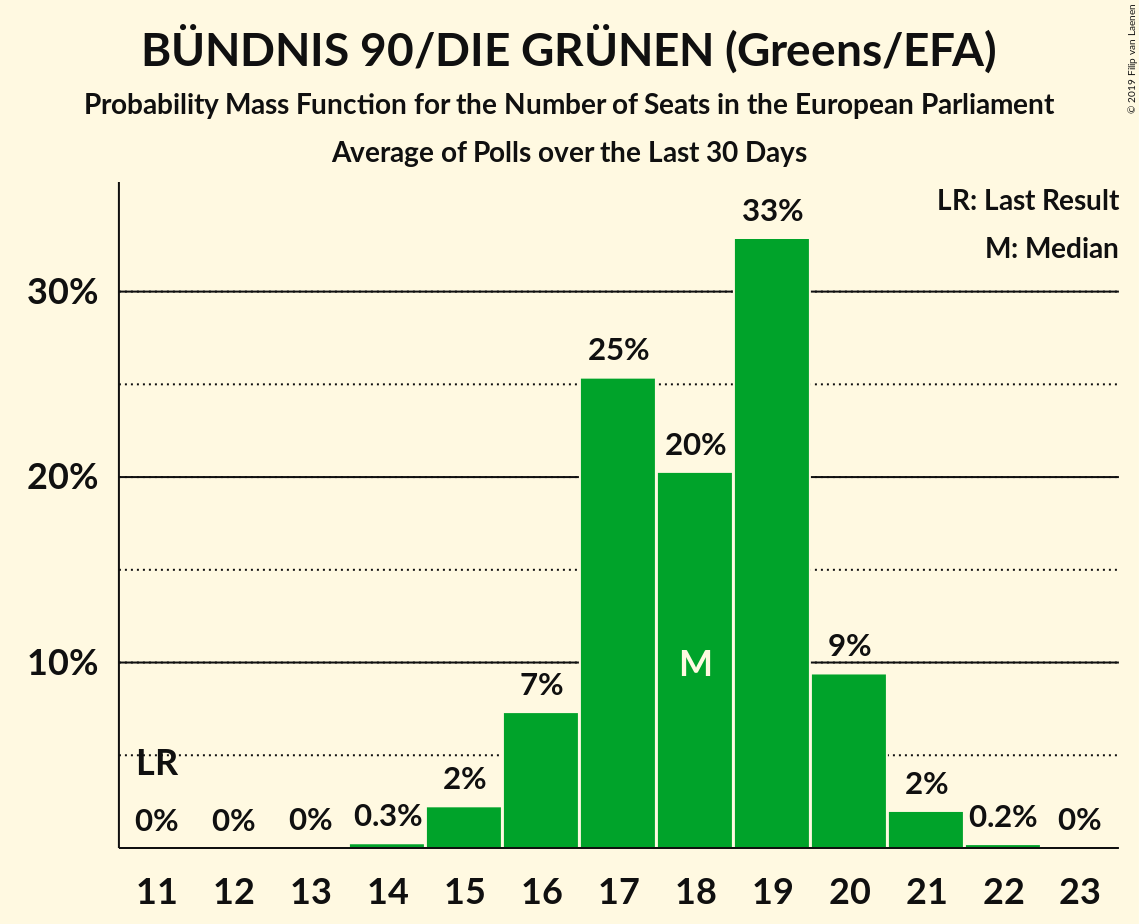 BÜNDNIS 90/DIE GRÜNEN (Greens/EFA)
Probability Mass Function for the Number of Seats in the European Parliament
Average of Polls over the Last 30 Days
© 2019 Filip van Laenen
LR: Last Result
M: Median
33%
30%
25%
20%
20%
M
10%
9%
7%
LR
2%
2%
0% 0% 0% 0.3% 0.2% 0%
11 12 13 14 15 16 17 18 19 20 21 22 23